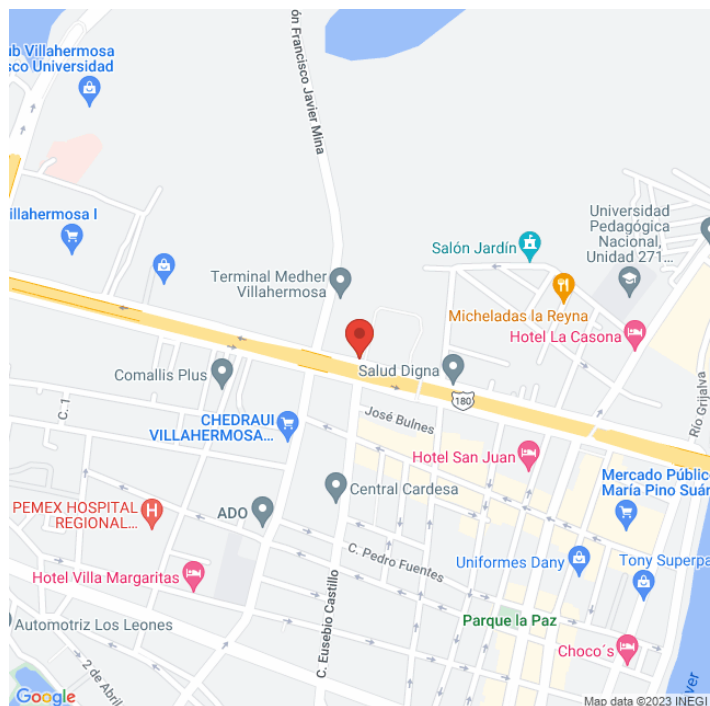 ub Villahermosa
sco Universidad
ón Francisco Javier Mina
illahermosa I
Terminal Medher
Villahermosa
Salón Jardín
Universidad
Pedagógica
Nacional,
Unidad 271...
Micheladas la Reyna
Hotel La Casona
Comallis Plus
Salud Digna
180
Río Grijalva
CHEDRAUI
VILLAHERMOSA...
José Bulnes
C. 1
Hotel San Juan
Mercado Público
María Pino Suár
Central Cardesa
PEMEX HOSPITAL
REGIONAL...
H
ADO
C. Pedro Fuentes
Uniformes Dany
Tony Superpa
Hotel Villa Margaritas
C. Eusebio Castillo
Parque la Paz
Automotriz Los Leones
Choco´s
2 de Abril
ver
Google
Map data ©2023 INEGI